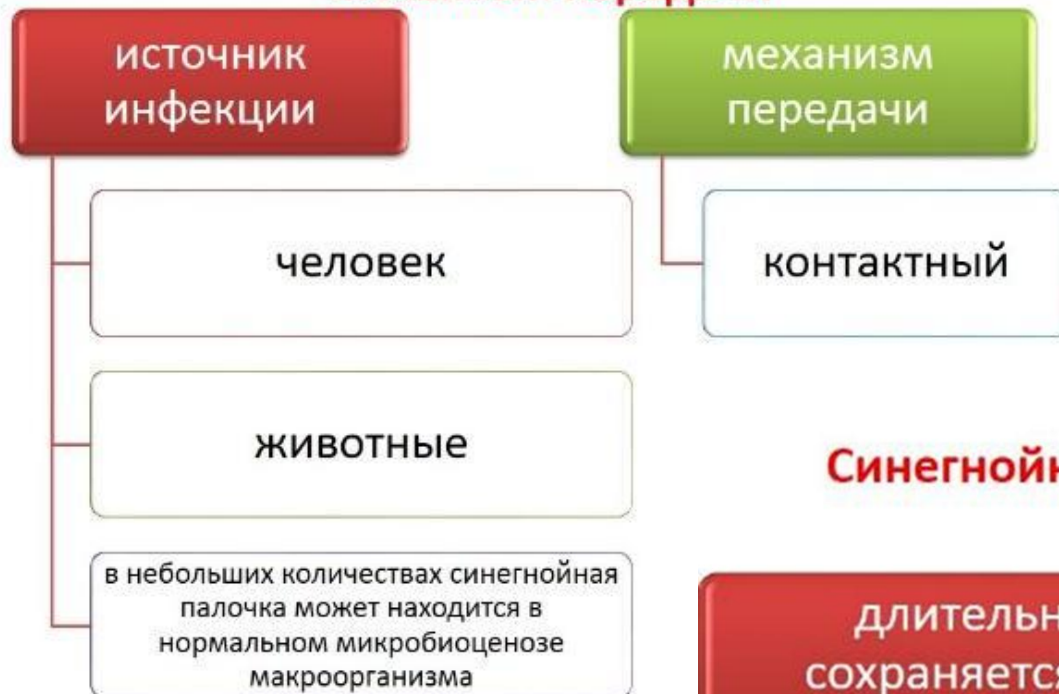 источник
инфекции
механизм
передачи
человек
контактный
животные
в небольших количествах синегнойная
палочка может находится в
нормальном микробиоценозе
макроорганизма